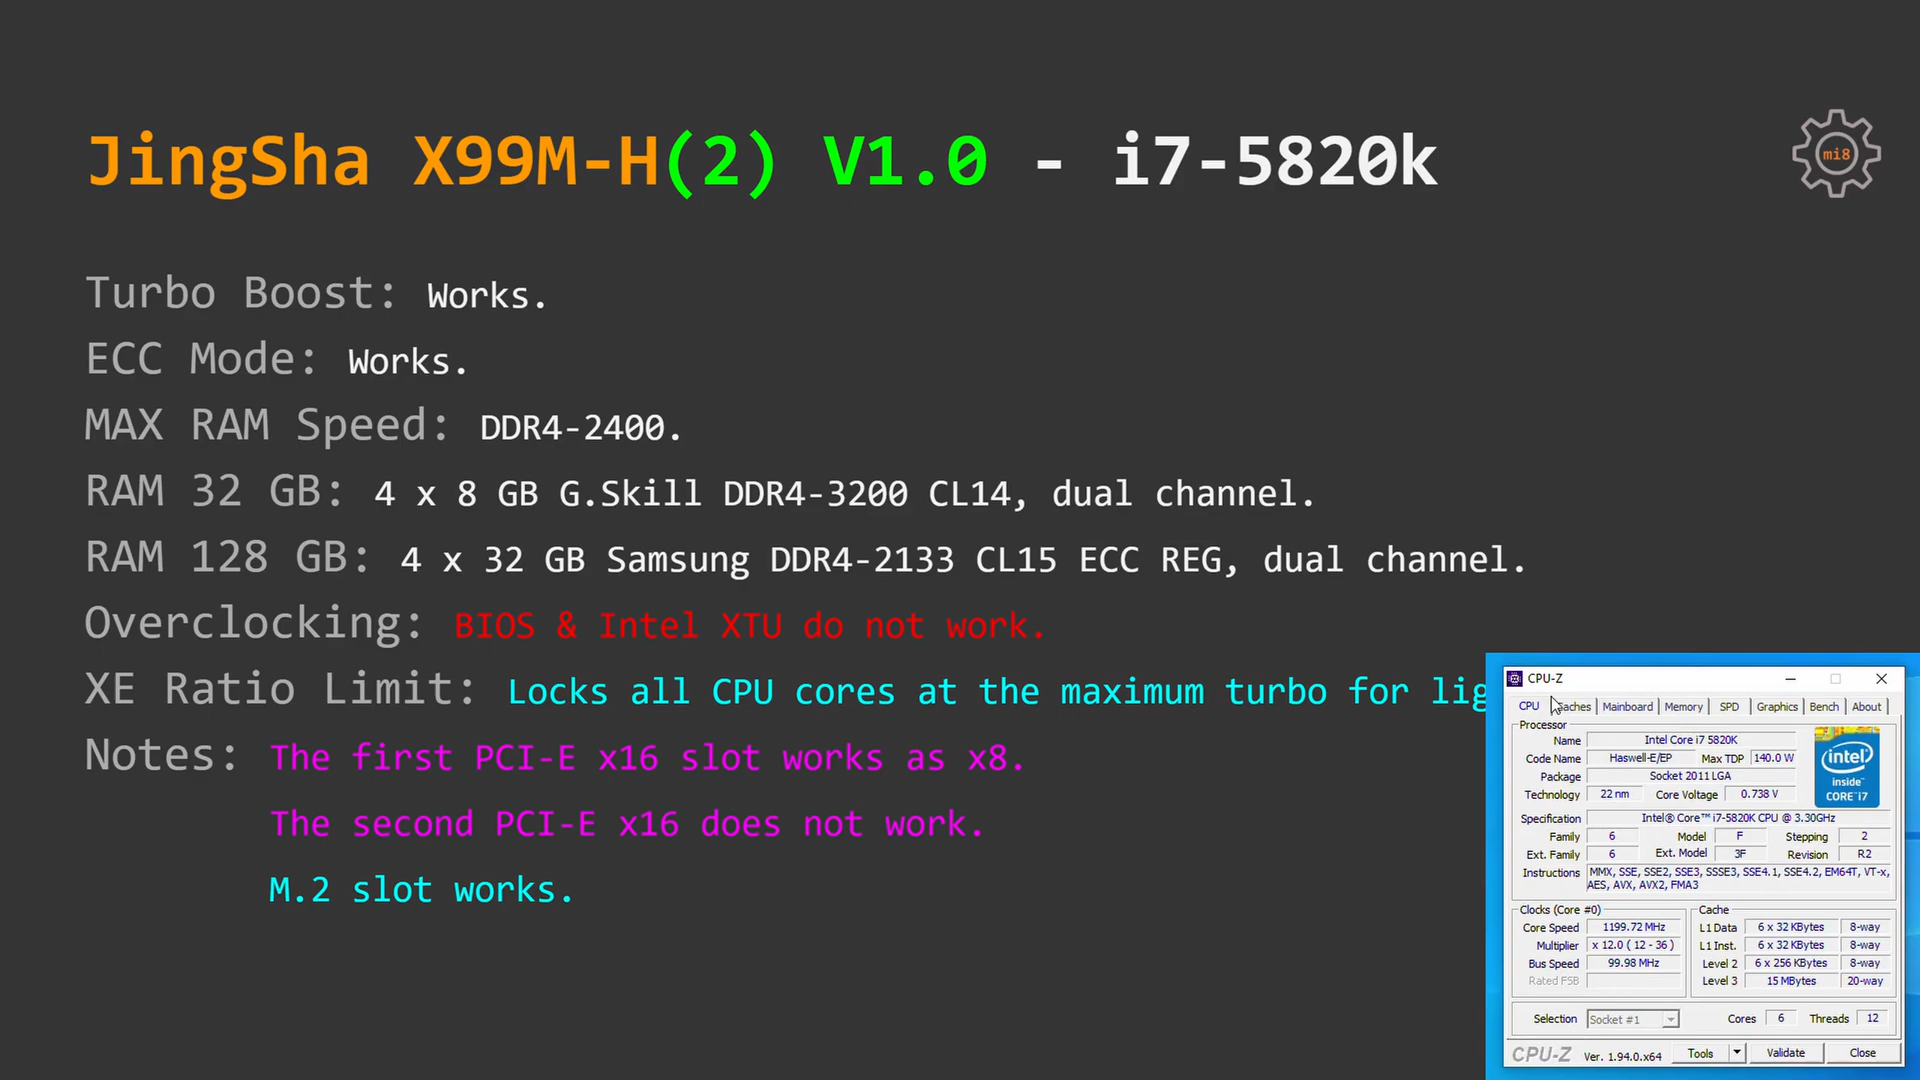 JingSha X99M-H(2) V1.0 - i7-5820k
mi8
Turbo Boost: Works.
ECC Mode: Works.
MAX RAM Speed: DDR4-2400.
RAM 32 GB: 4 x 8 GB G.Skill DDR4-3200 CL14, dual channel.
RAM 128 GB: 4 x 32 GB Samsung DDR4-2133 CL15 ECC REG, dual channel.
Overclocking: BIOS & Intel XTU do not work.
XE Ratio Limit: Locks all CPU cores at the maximum turbo for lig
Notes: The first PCI-E x16 slot works as x8.
The second PCI-E x16 does not work.
M.2 slot works.
CPU-Z
CPU Caches Mainboard Memory SPD Graphics Bench About
Processor
Name Intel Core i7 5820K
Code Name Haswell-E/EP Max TDP 140.0 W
Package Socket 2011 LGA
Technology 22 nm Core Voltage 0.738 V
intel inside™ CORE™i7
Specification Intel® Core™ i7-5820K CPU @ 3.30GHz
Family 6 Model F Stepping 2
Ext. Family 6 Ext. Model 3F Revision R2
Instructions MMX, SSE, SSE2, SSE3, SSSE3, SSE4.1, SSE4.2, EM64T, VT-x,
AES, AVX, AVX2, FMA3
Clocks (Core #0)
Core Speed 1199.72 MHz
Multiplier x 12.0 ( 12 - 36 )
Bus Speed 99.98 MHz
Rated FSB
Cache
L1 Data 6 x 32 KBytes 8-way
L1 Inst. 6 x 32 KBytes 8-way
Level 2 6 x 256 KBytes 8-way
Level 3 15 MBytes 20-way
Selection Socket #1 Cores 6 Threads 12
CPU-Z Ver. 1.94.0.x64 Tools Validate Close